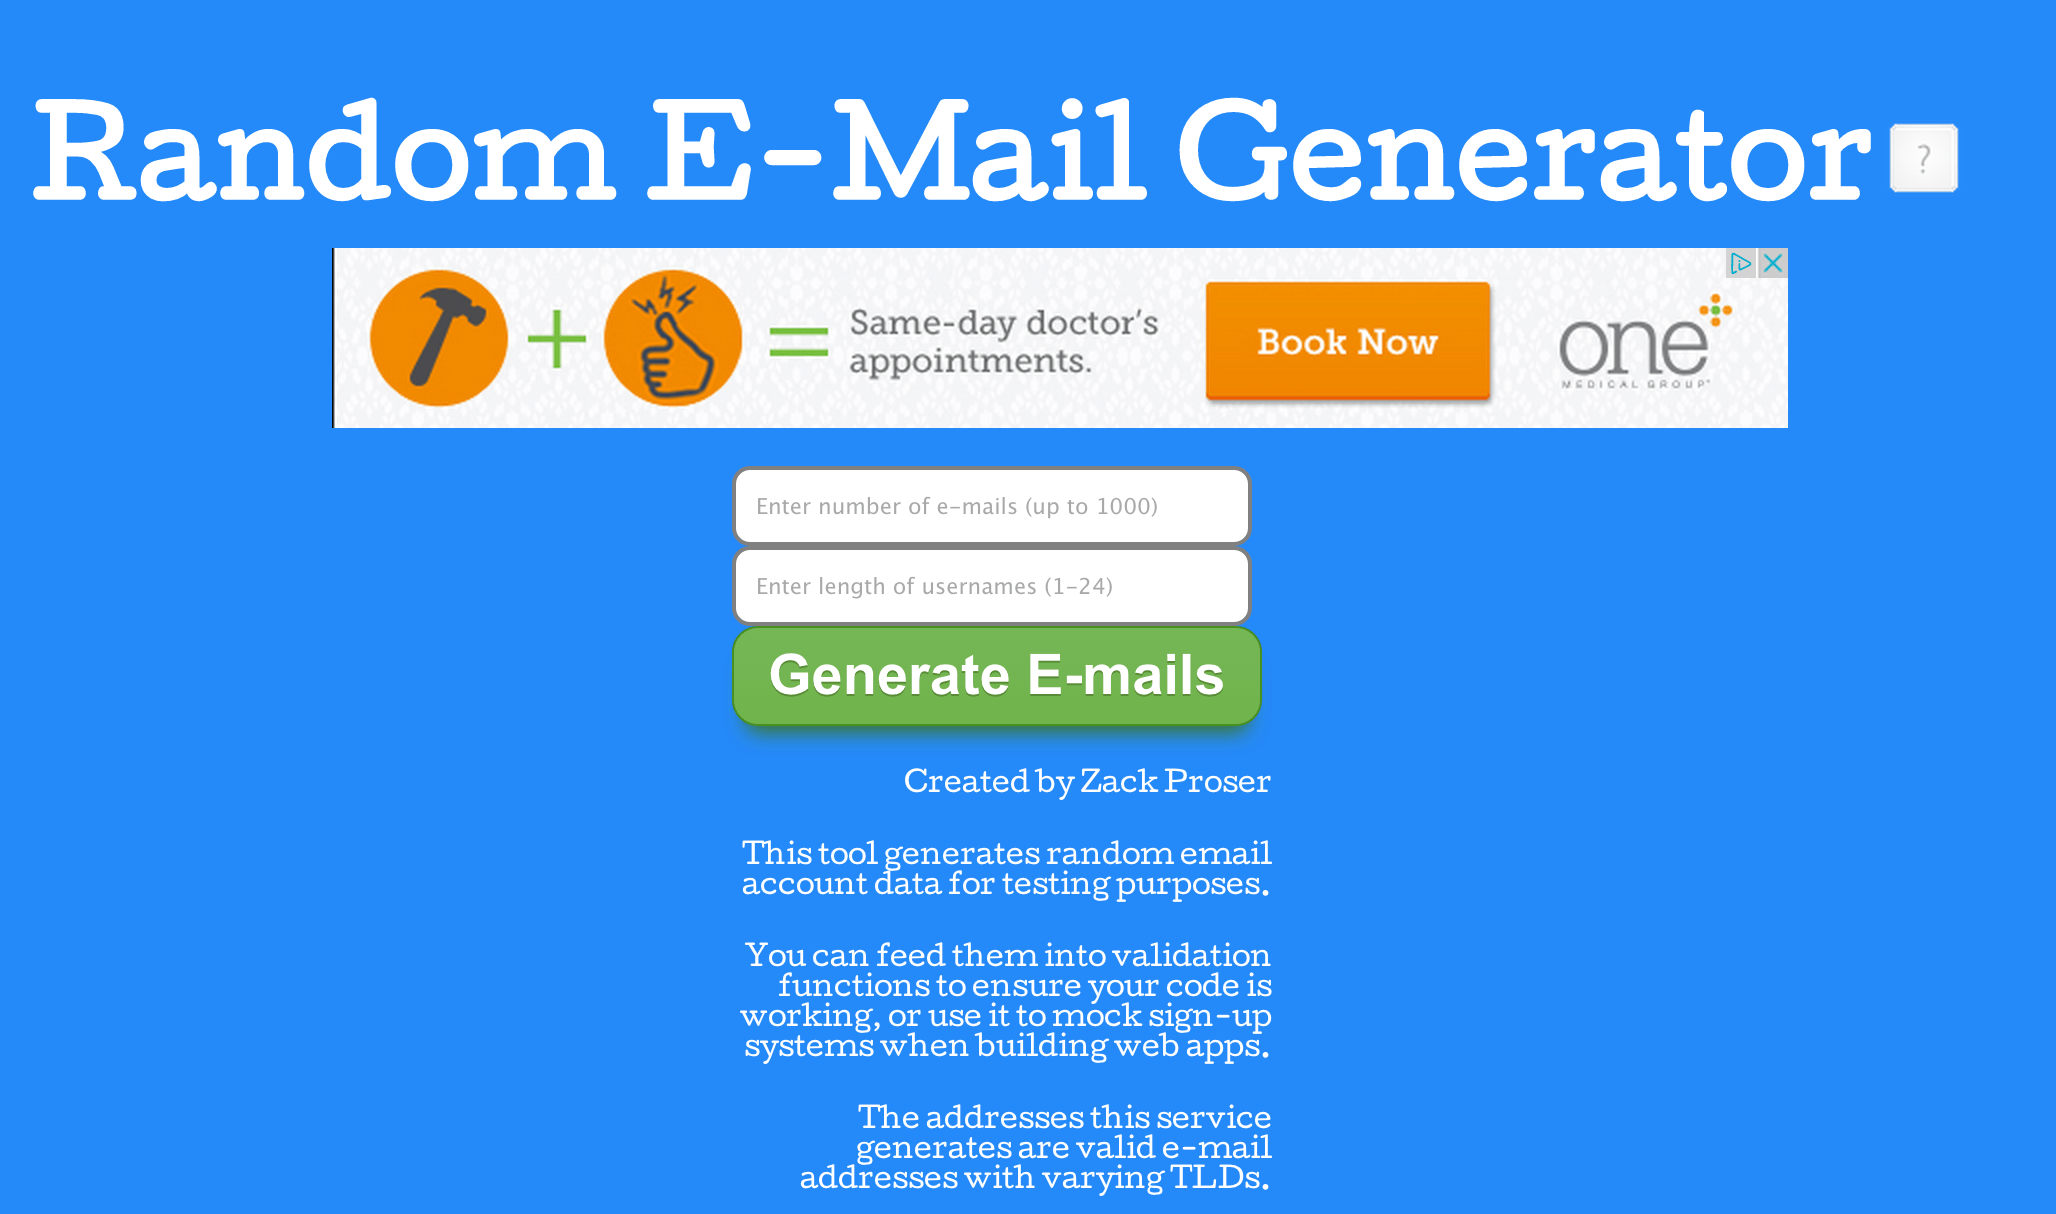 Random E-Mail Generator
?
Same-day doctor's
appointments.
Book Now
one
MEDICAL GROUP
Enter number of e-mails (up to 1000)
Enter length of usernames (1-24)
Generate E-mails
Created by Zack Proser
This tool generates random email
account data for testing purposes.
You can feed them into validation
functions to ensure your code is
working, or use it to mock sign-up
systems when building web apps.
The addresses this service
generates are valid e-mail
addresses with varying TLDs.